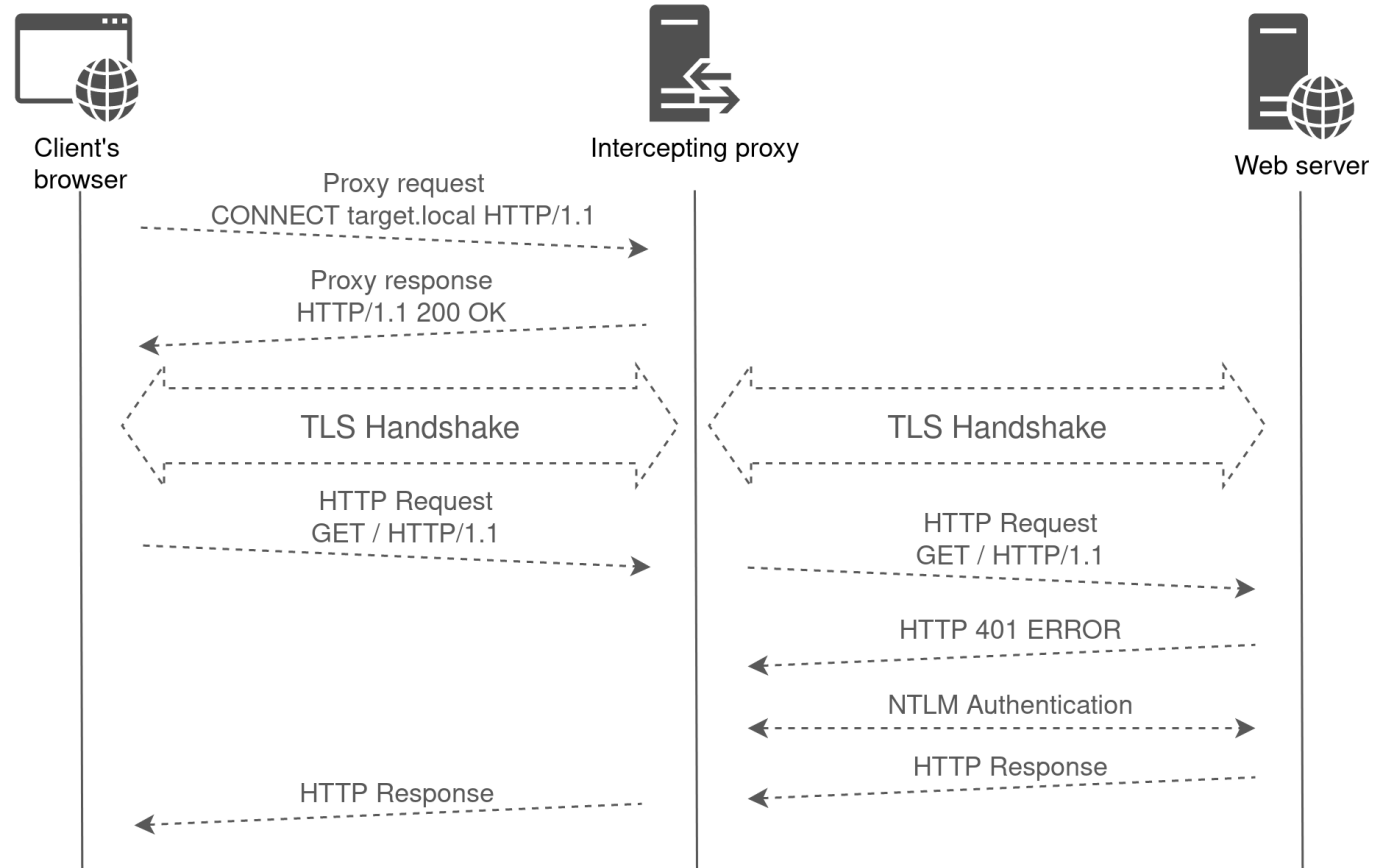 Client's
browser
Intercepting proxy
Web server
Proxy request
CONNECT target.local HTTP/1.1
Proxy response
HTTP/1.1 200 OK
TLS Handshake
TLS Handshake
HTTP Request
GET / HTTP/1.1
HTTP Request
GET / HTTP/1.1
HTTP 401 ERROR
NTLM Authentication
HTTP Response
HTTP Response